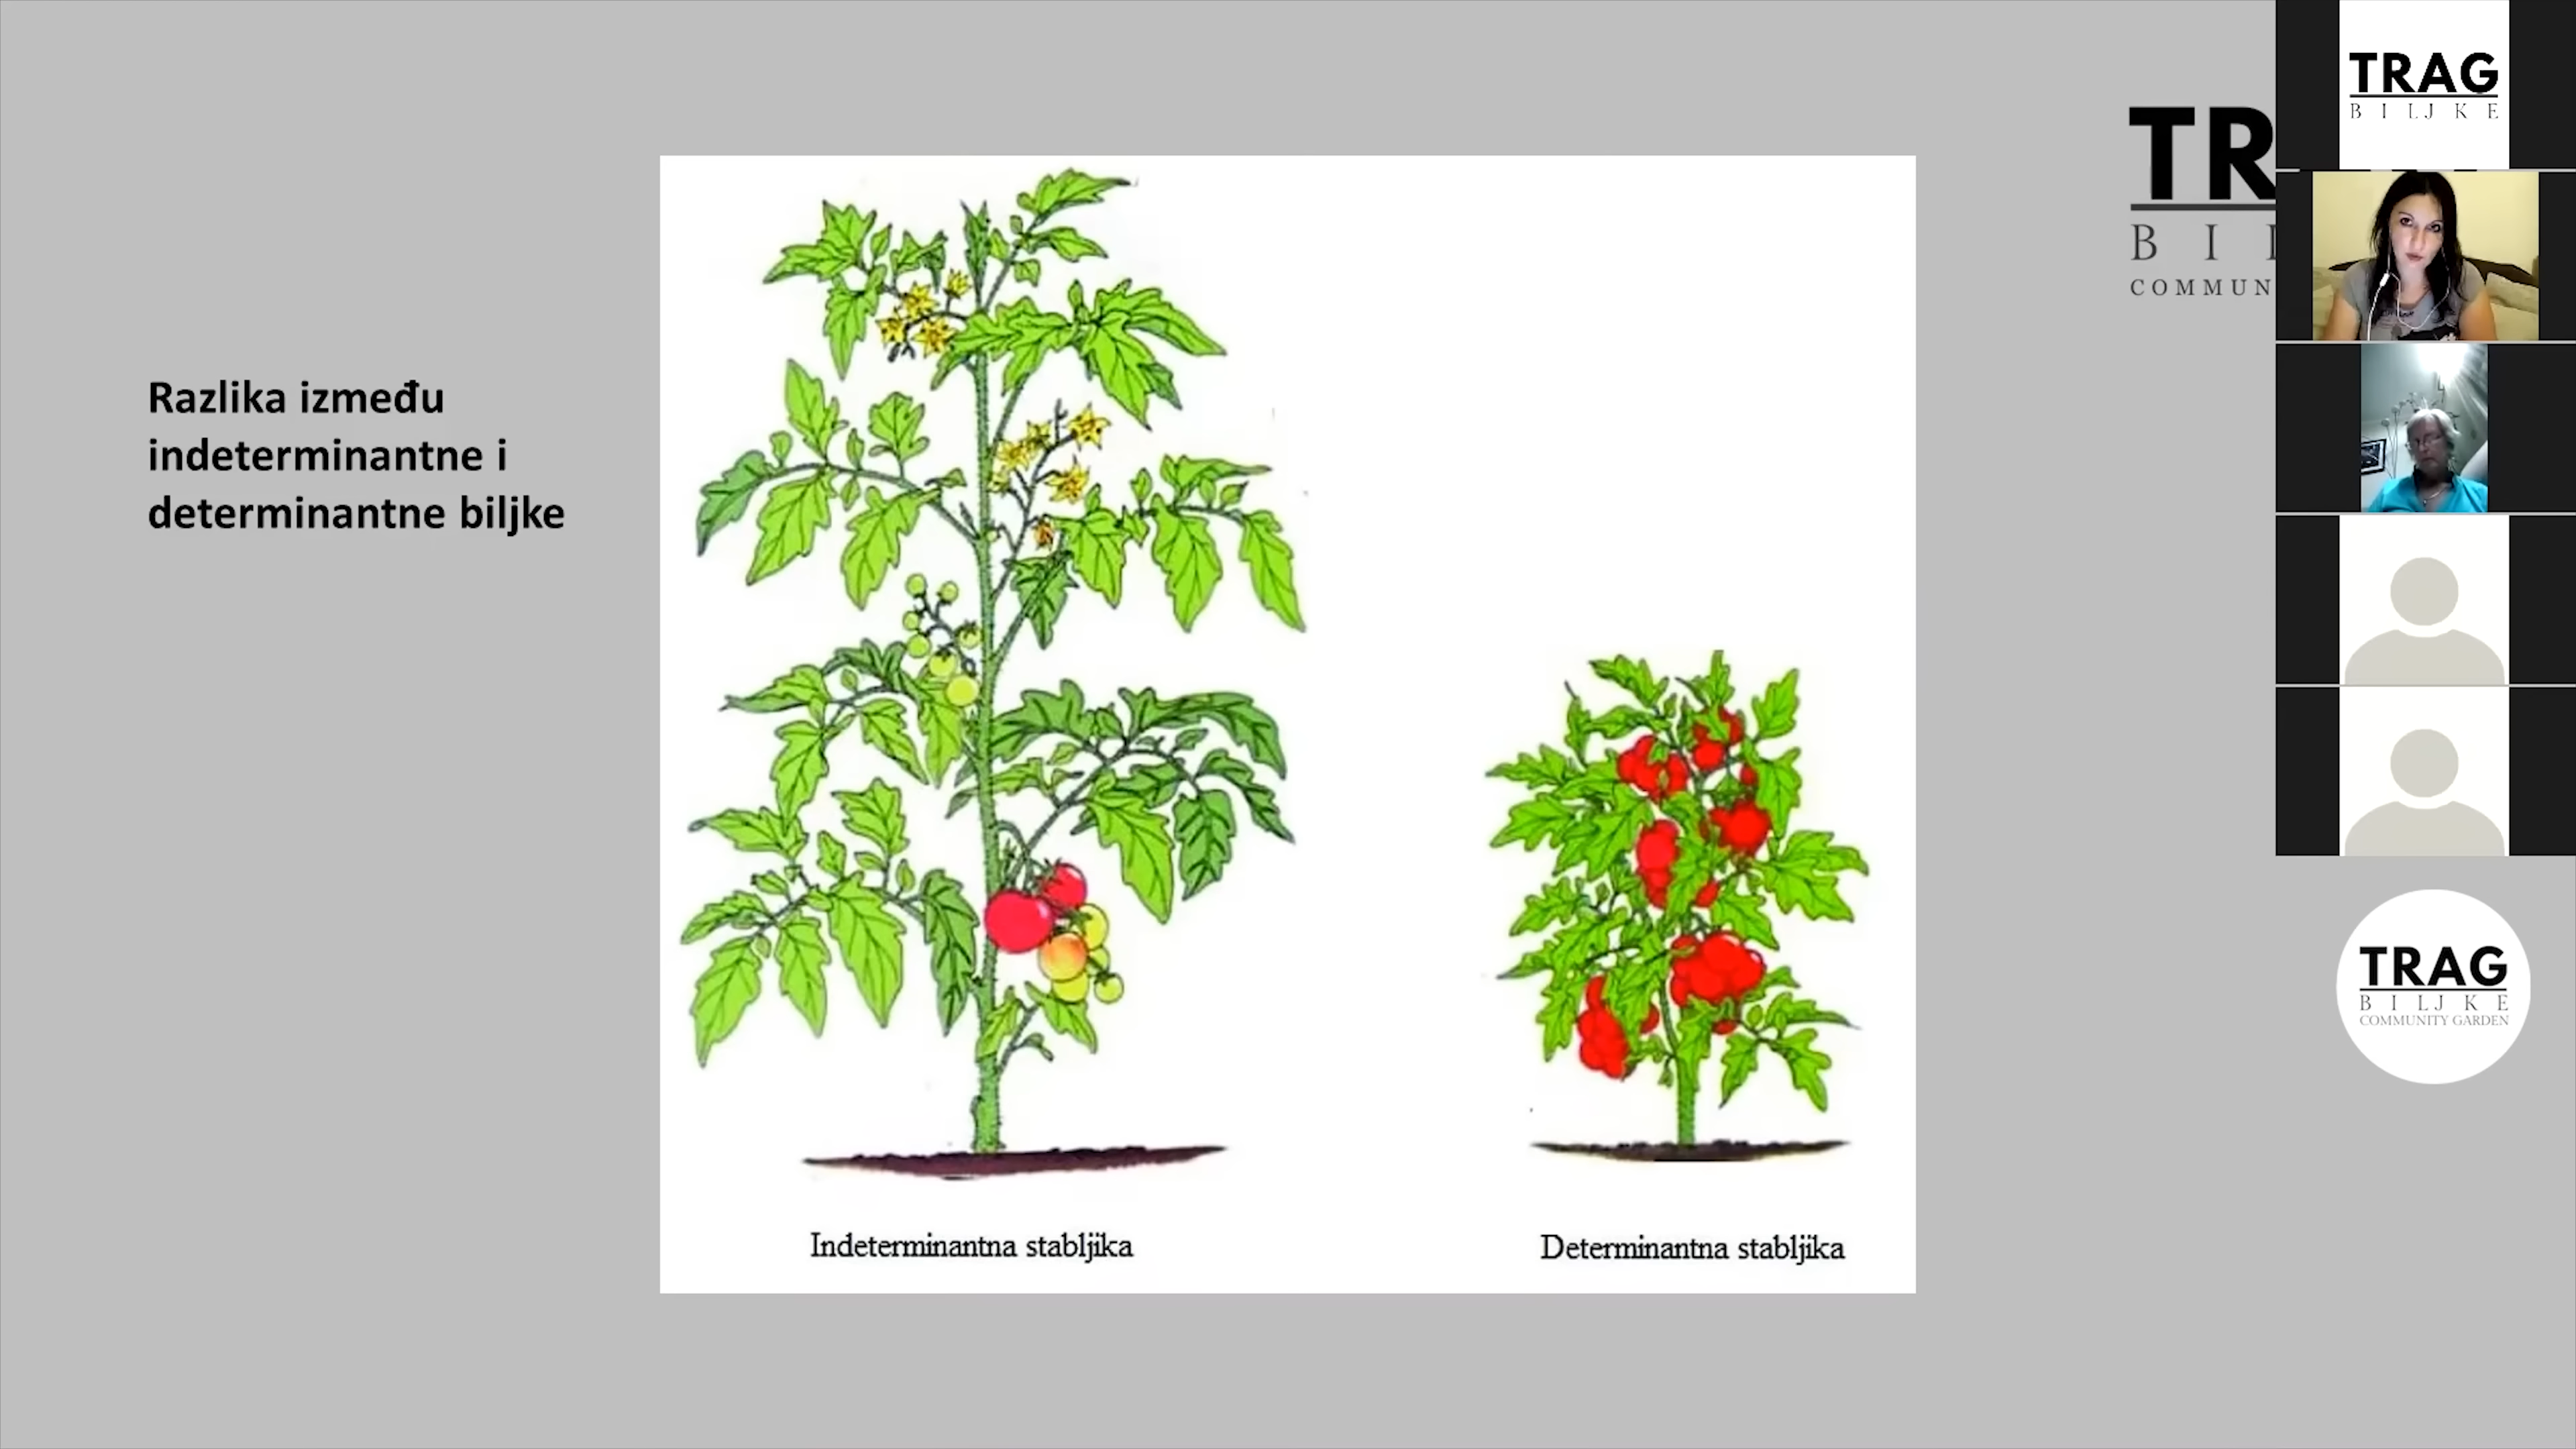 Razlika između
indeterminantne i
determinantne biljke
Indeterminantna stabljika
Determinantna stabljika
TR
B I
COMMUN
TRAG
BILJKE
TRAG
BILJKE
COMMUNITY GARDEN